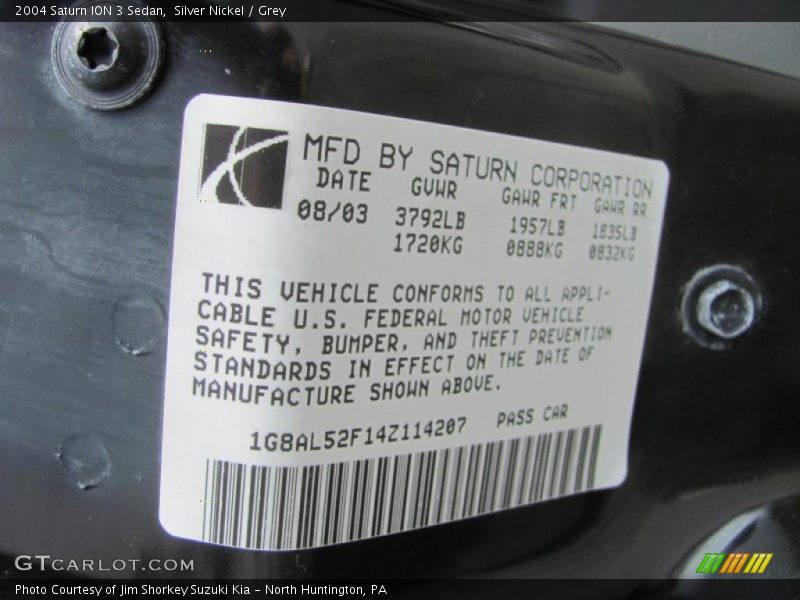 2004 Saturn ION 3 Sedan, Silver Nickel / Grey
MFD BY SATURN CORPORATION
DATE GVWR GAWR FRT GAWR RR
08/03 3792LB 1957LB 1835LB
1720KG 0888KG 0832KG
THIS VEHICLE CONFORMS TO ALL APPLI-
CABLE U.S. FEDERAL MOTOR VEHICLE
SAFETY, BUMPER, AND THEFT PREVENTION
STANDARDS IN EFFECT ON THE DATE OF
MANUFACTURE SHOWN ABOVE.
1G8AL52F14Z114207 PASS CAR
GTCARLOT.COM
Photo Courtesy of Jim Shorkey Suzuki Kia - North Huntington, PA